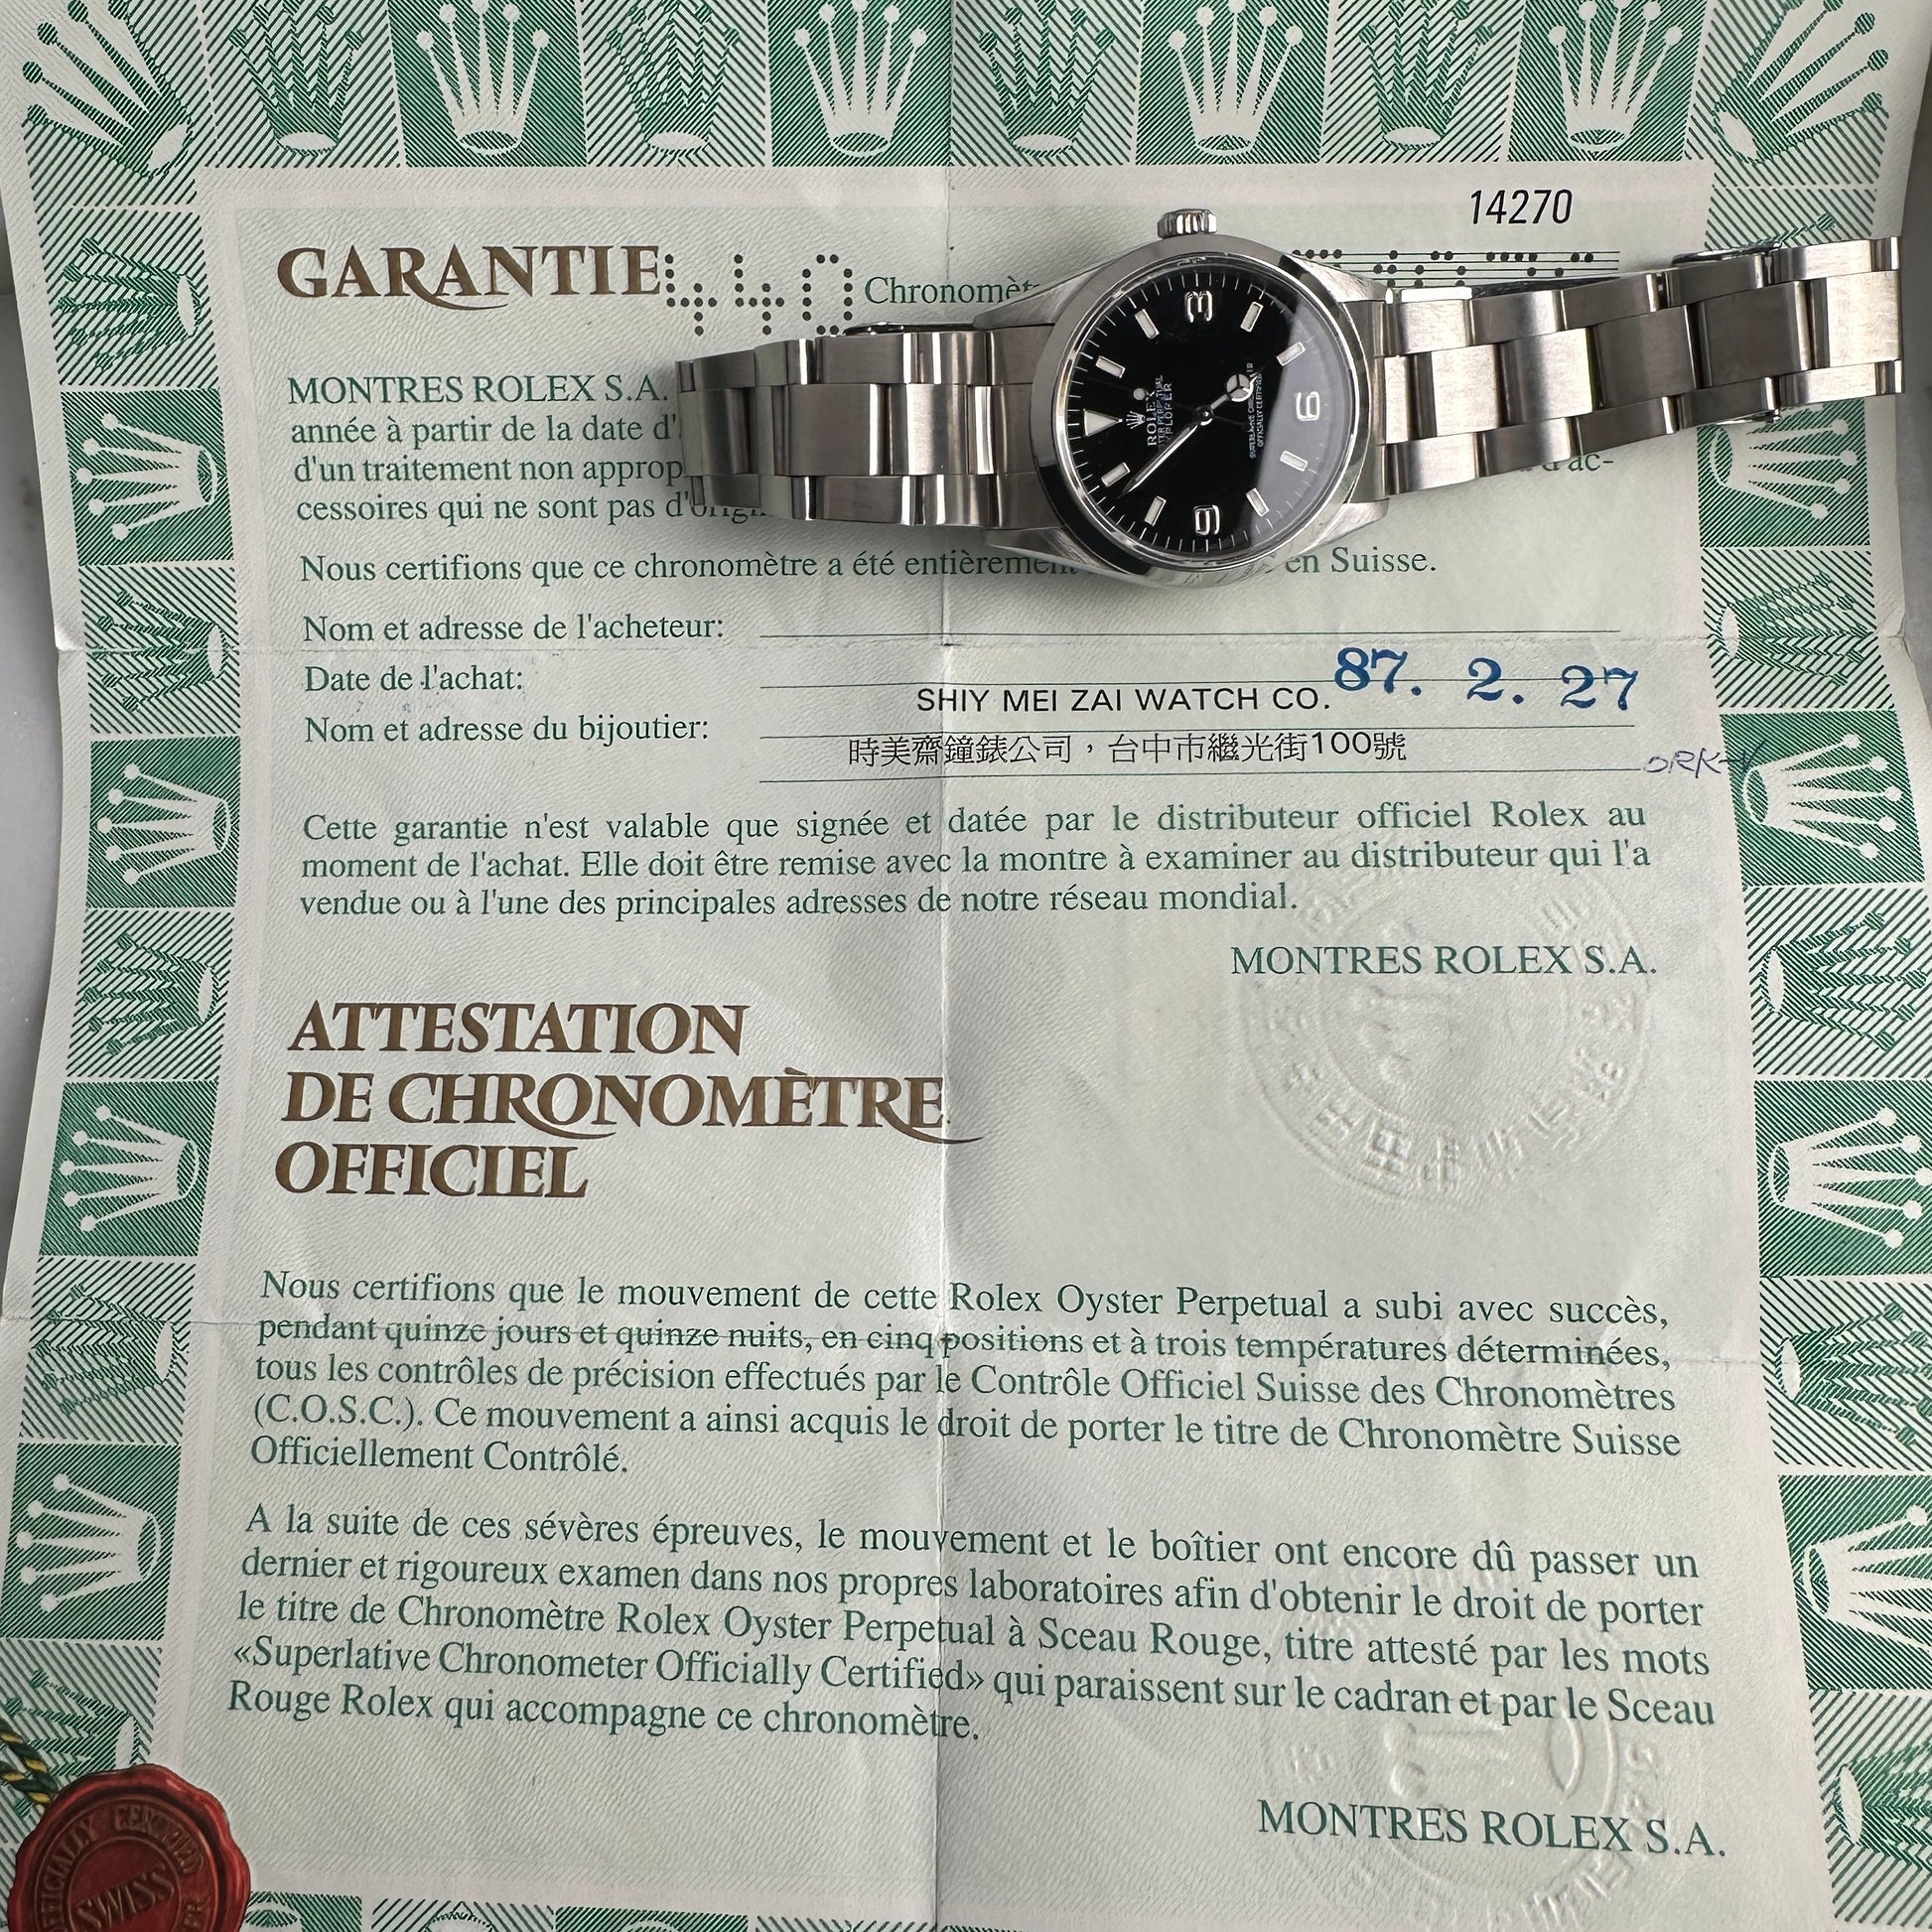 14270
GARANTIE 440 Chronomèt
MONTRES ROLEX S.A.
année à partir de la date d'
d'un traitement non approp
d'ac-
cessoires qui ne sont pas d'orig
ROLEX
Nous certifions que ce chronomètre a été entièrement en Suisse.
Nom et adresse de l'acheteur:
Date de l'achat: 87. 2. 27
SHIY MEI ZAI WATCH CO.
Nom et adresse du bijoutier:
時美齋鐘錶公司，台中市繼光街100號
Cette garantie n'est valable que signée et datée par le distributeur officiel Rolex au
moment de l'achat. Elle doit être remise avec la montre à examiner au distributeur qui l'a
vendue ou à l'une des principales adresses de notre réseau mondial.
MONTRES ROLEX S.A.
ATTESTATION
DE CHRONOMÈTRE
OFFICIEL
Nous certifions que le mouvement de cette Rolex Oyster Perpetual a subi avec succès,
pendant quinze jours et quinze nuits, en cinq positions et à trois températures déterminées,
tous les contrôles de précision effectués par le Contrôle Officiel Suisse des Chronomètres
(C.O.S.C.). Ce mouvement a ainsi acquis le droit de porter le titre de Chronomètre Suisse
Officiellement Contrôlé.
A la suite de ces sévères épreuves, le mouvement et le boîtier ont encore dû passer un
dernier et rigoureux examen dans nos propres laboratoires afin d'obtenir le droit de porter
le titre de Chronomètre Rolex Oyster Perpetual à Sceau Rouge, titre attesté par les mots
«Superlative Chronometer Officially Certified» qui paraissent sur le cadran et par le Sceau
Rouge Rolex qui accompagne ce chronomètre.
MONTRES ROLEX S.A.
OFFICIALLY CERTIFIED
SWISS